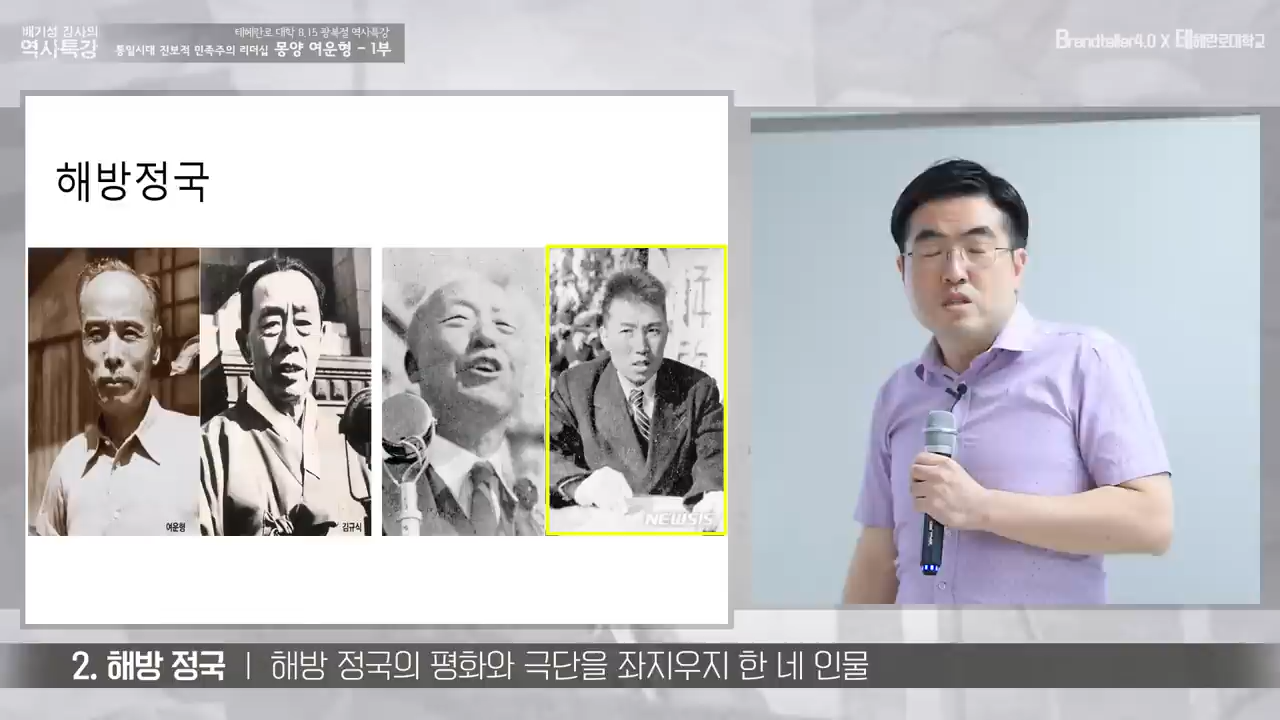 배기성 강사의
역사특강
테헤란로 대학 8.15 광복절 역사특강
통일시대 진보적 민족주의 리더십 몽양 여운형 - 1부
Brandteller4.0 X 테헤란로대학교
해방정국
여운형
김규식
NEWSIS
2. 해방 정국 | 해방 정국의 평화와 극단을 좌지우지 한 네 인물